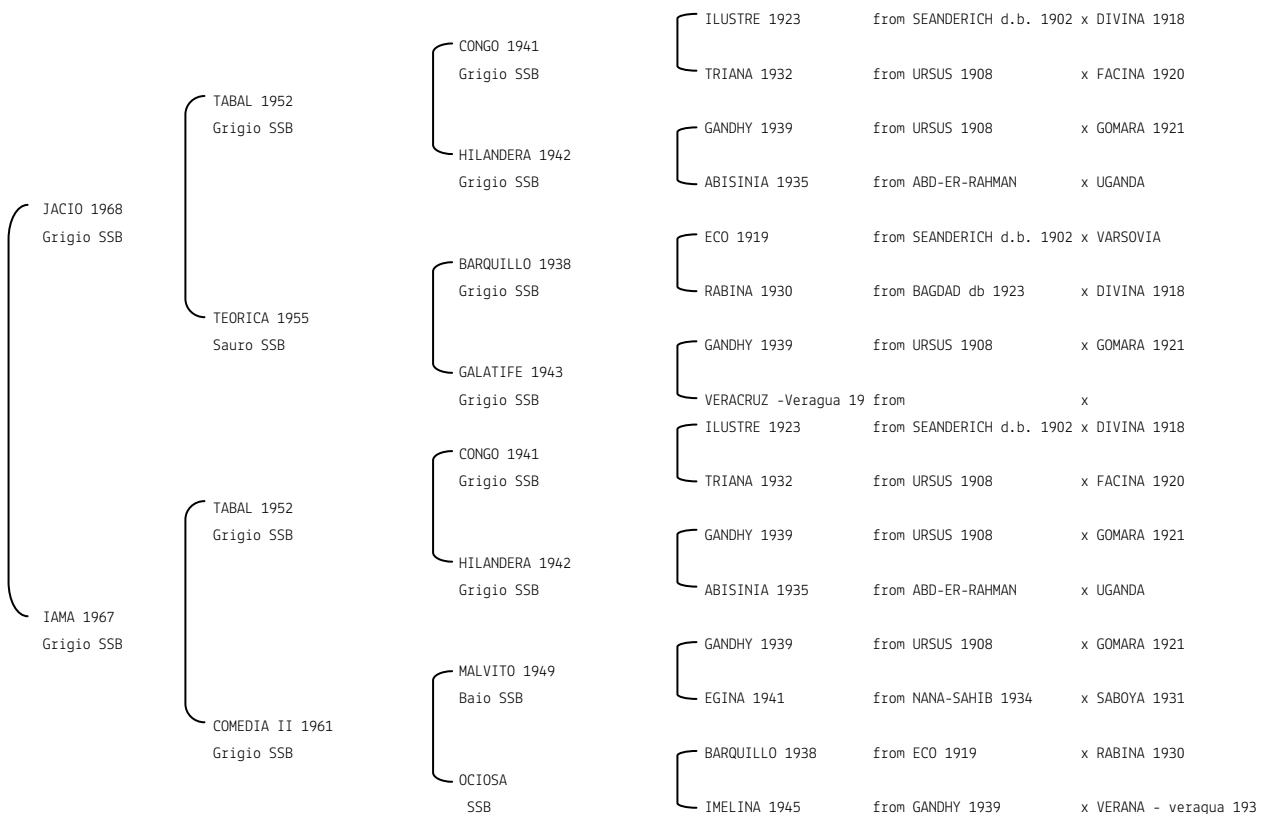 ILUSTRE 1923 from SEANDERICH d.b. 1902 x DIVINA 1918
CONGO 1941
Grigio SSB TRIANA 1932 from URSUS 1908 x FACINA 1920
TABAL 1952
Grigio SSB GANDHY 1939 from URSUS 1908 x GOMARA 1921
HILANDERA 1942
Grigio SSB ABISINIA 1935 from ABD-ER-RAHMAN x UGANDA
JACIO 1968
Grigio SSB ECO 1919 from SEANDERICH d.b. 1902 x VARSOVIA
BARQUILLO 1938
Grigio SSB RABINA 1930 from BAGDAD db 1923 x DIVINA 1918
TEORICA 1955
Sauro SSB GANDHY 1939 from URSUS 1908 x GOMARA 1921
GALATIFE 1943
Grigio SSB VERACRUZ -Veragua 19 from x
ILUSTRE 1923 from SEANDERICH d.b. 1902 x DIVINA 1918
CONGO 1941
Grigio SSB TRIANA 1932 from URSUS 1908 x FACINA 1920
TABAL 1952
Grigio SSB GANDHY 1939 from URSUS 1908 x GOMARA 1921
HILANDERA 1942
Grigio SSB ABISINIA 1935 from ABD-ER-RAHMAN x UGANDA
IAMA 1967
Grigio SSB GANDHY 1939 from URSUS 1908 x GOMARA 1921
MALVITO 1949
Baio SSB EGINA 1941 from NANA-SAHIB 1934 x SABOYA 1931
COMEDIA II 1961
Grigio SSB BARQUILLO 1938 from ECO 1919 x RABINA 1930
OCIOSA
SSB IMELINA 1945 from GANDHY 1939 x VERANA - veragua 193